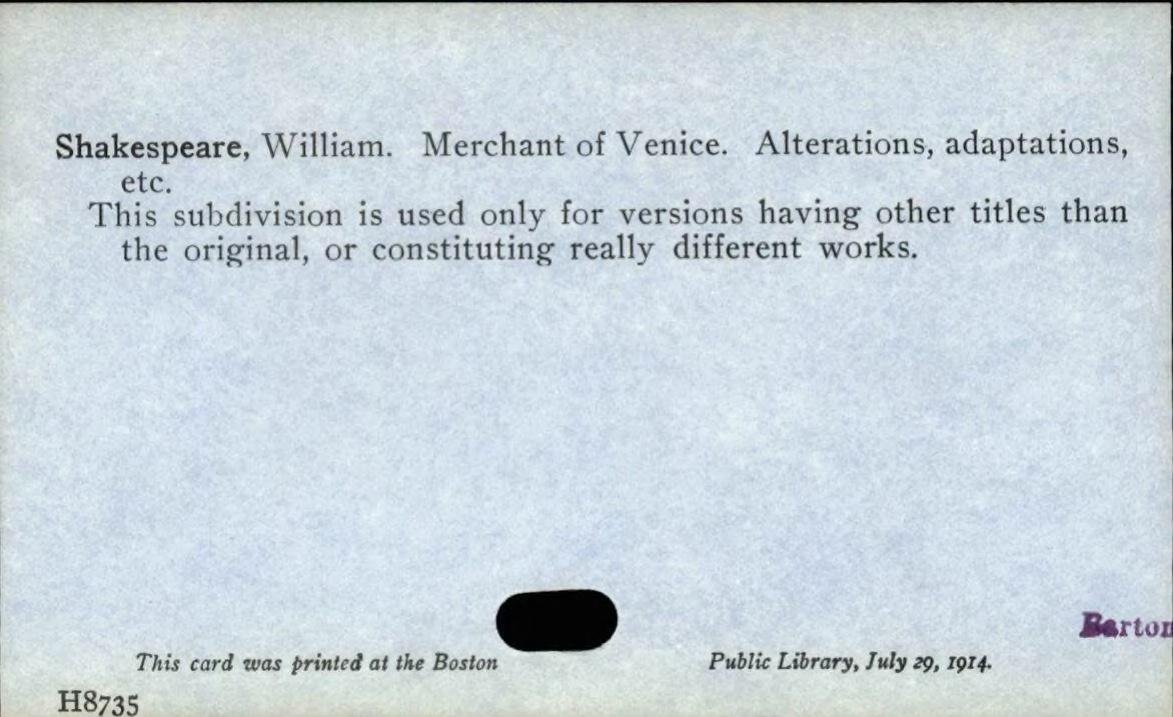 Shakespeare, William. Merchant of Venice. Alterations, adaptations,
etc.
This subdivision is used only for versions having other titles than
the original, or constituting really different works.
Barton
This card was printed at the Boston Public Library, July 29, 1914.
H8735